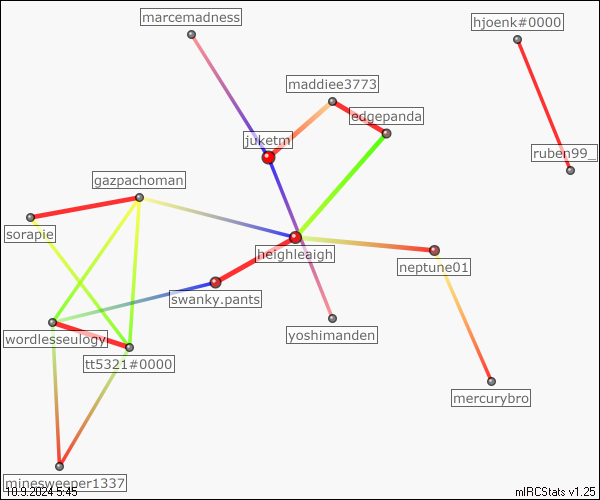 marcemadness
hjoenk#0000
maddiee3773
edgepanda
juketm
ruben99_
gazpachoman
sorapie
heighleaigh
neptune01
swanky.pants
yoshimanden
wordlesseulogy
tt5321#0000
mercurybro
minesweeper1337
10.9.2024 5:45
mIRCStats v1.25